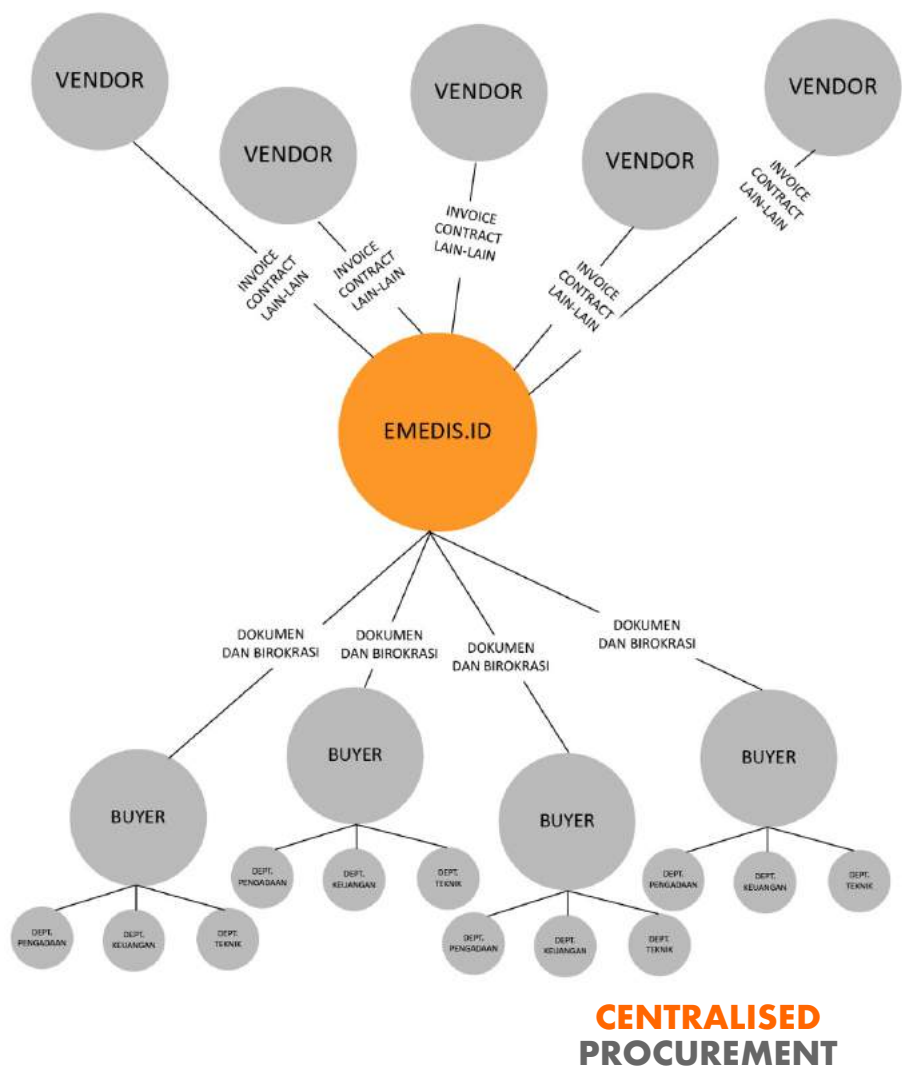 VENDOR
VENDOR
VENDOR
VENDOR
VENDOR
INVOICE
CONTRACT
LAIN-LAIN
INVOICE
CONTRACT
LAIN-LAIN
INVOICE
CONTRACT
LAIN-LAIN
INVOICE
CONTRACT
LAIN-LAIN
INVOICE
CONTRACT
LAIN-LAIN
EMEDIS.ID
DOKUMEN
DAN BIROKRASI
DOKUMEN
DAN BIROKRASI
DOKUMEN
DAN BIROKRASI
DOKUMEN
DAN BIROKRASI
BUYER
DEPT.
PENGADAAN
DEPT.
KEUANGAN
DEPT.
TEKNIK
BUYER
DEPT.
PENGADAAN
DEPT.
KEUANGAN
DEPT.
TEKNIK
BUYER
DEPT.
PENGADAAN
DEPT.
KEUANGAN
DEPT.
TEKNIK
BUYER
DEPT.
PENGADAAN
DEPT.
KEUANGAN
DEPT.
TEKNIK
CENTRALISED
PROCUREMENT